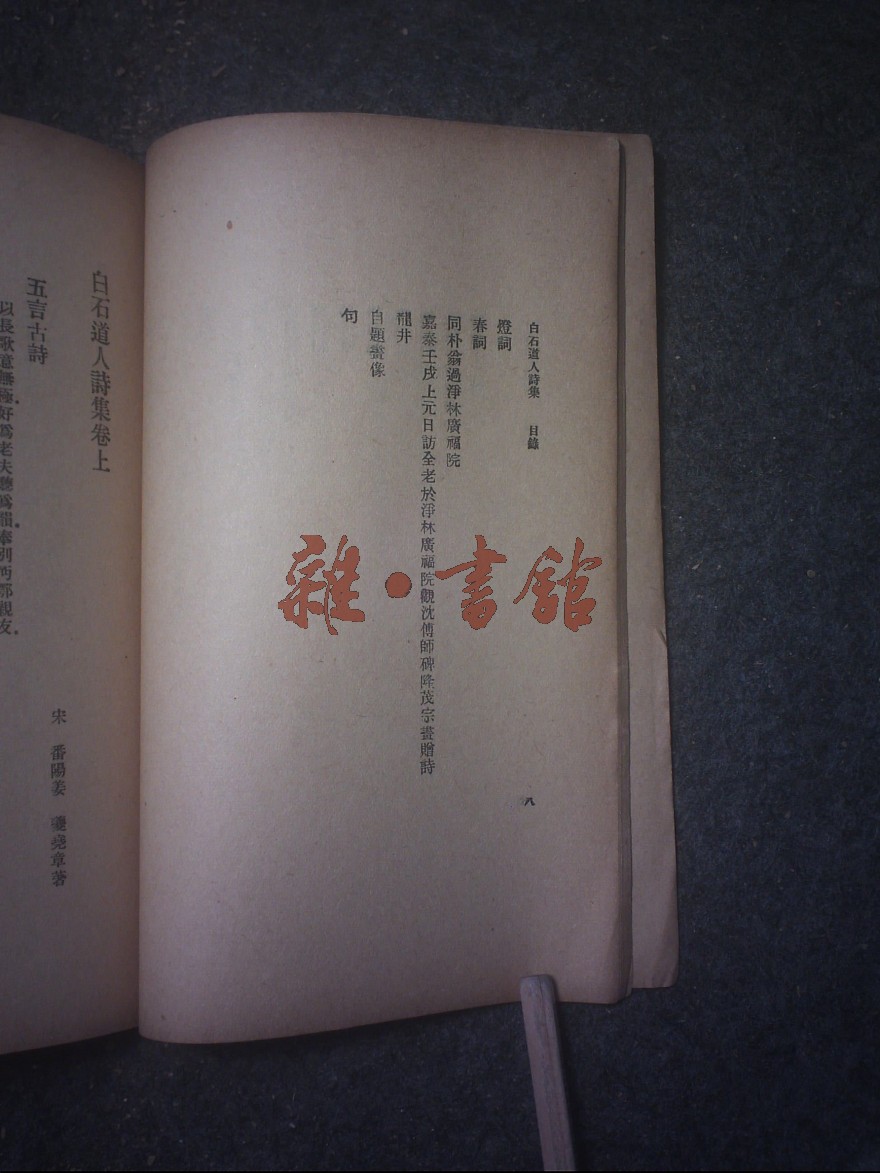 白石道人詩集 目錄
八
燈詞
春詞
同朴翁過淨林廣福院
嘉泰壬戌上元日訪全老於淨林廣福院觀沈傅師碑隆茂宗畫贈詩
龍井
自題畫像
句
雜·書館
白石道人詩集卷上
宋 番陽姜 夔堯章著
五言古詩
以長歌意無極好爲老夫聽爲韻奉別沔鄂親友